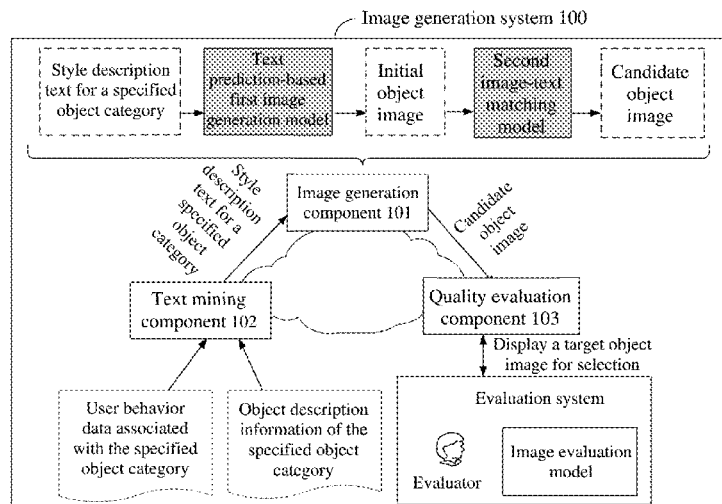 Image generation system 100
Style description
text for a specified
object category
Text
prediction-based
first image
generation model
Initial
object
image
Second
image-text
matching
model
Candidate
object
image
Style
description
text for a
specified
object
category
Image generation
component 101
Candidate
object
image
Text mining
component 102
Quality evaluation
component 103
Display a target object
image for selection
User behavior
data associated
with the specified
object category
Object description
information of the
specified object
category
Evaluation system
Evaluator
Image evaluation
model